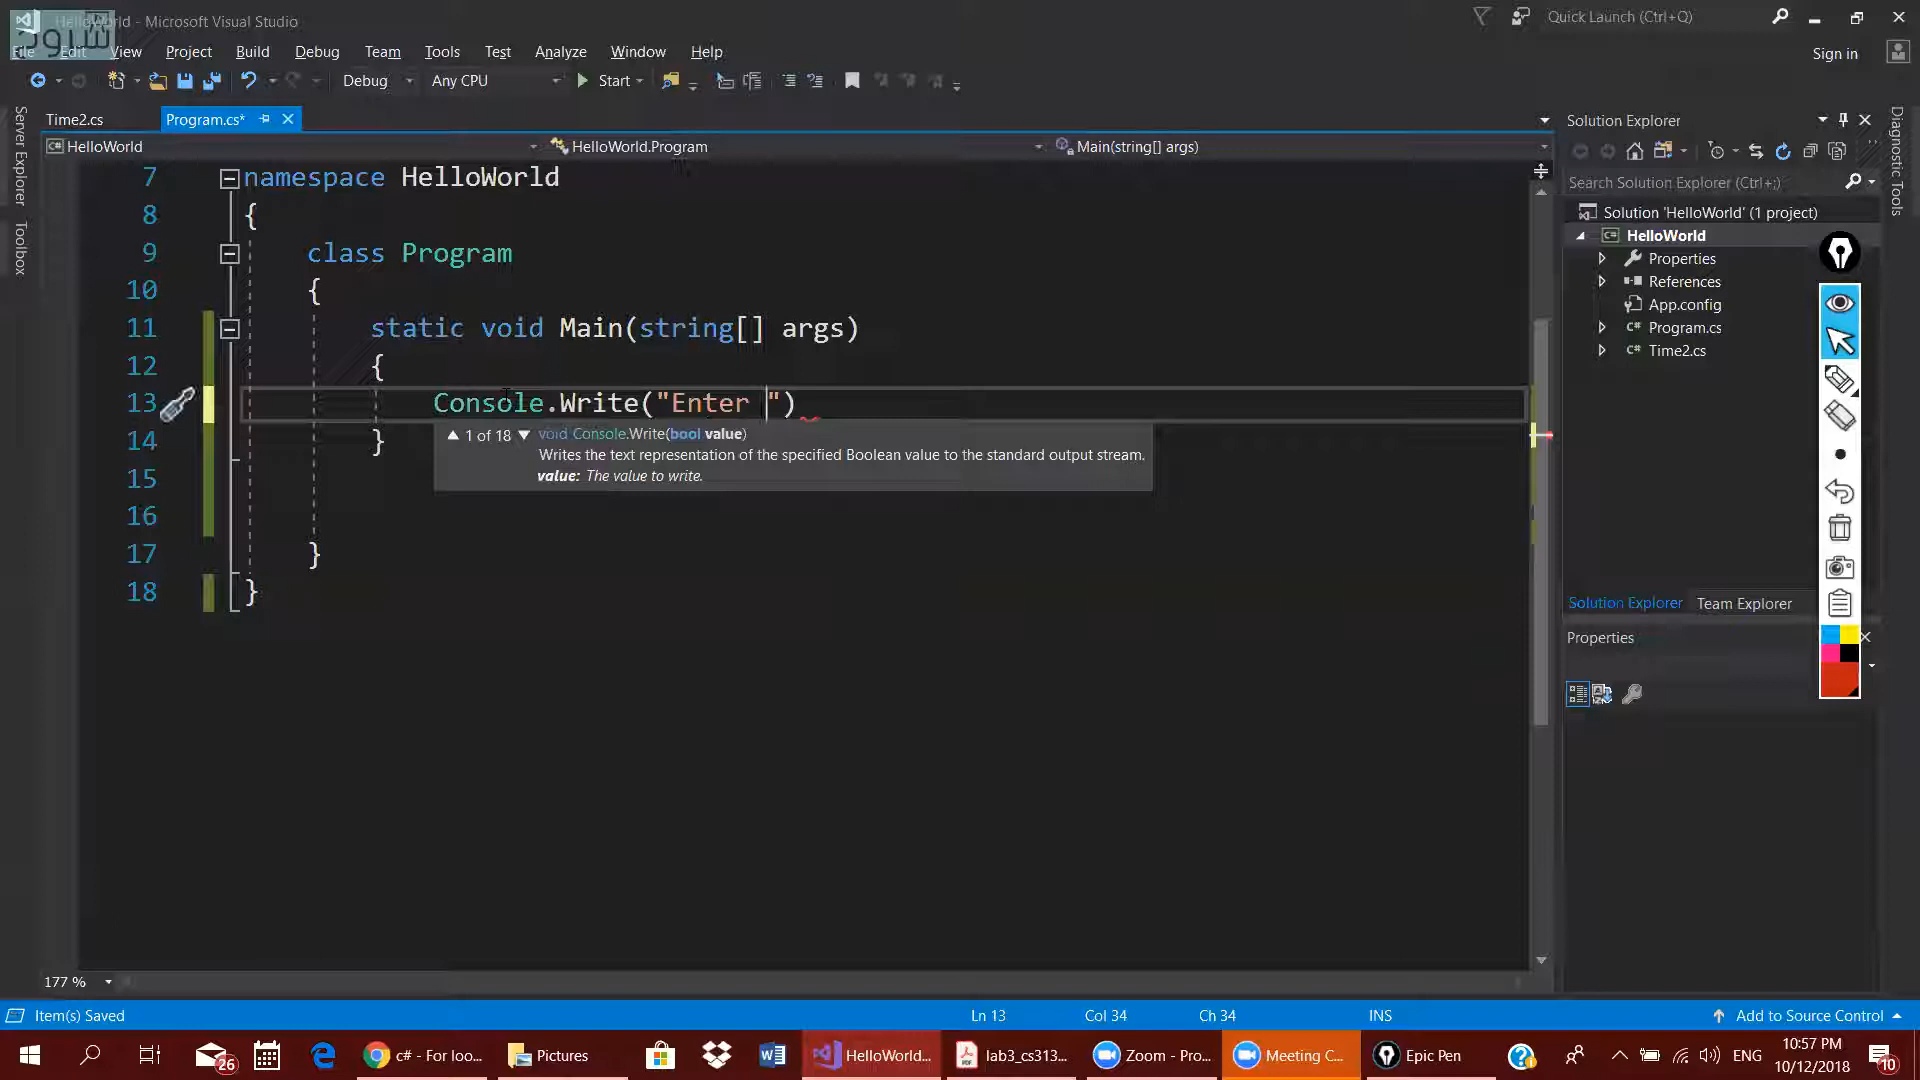 HelloWorld - Microsoft Visual Studio
Quick Launch (Ctrl+Q)
File Edit View Project Build Debug Team Tools Test Analyze Window Help
Sign in
Debug Any CPU Start
Server Explorer
Toolbox
Time2.cs Program.cs*
HelloWorld HelloWorld.Program Main(string[] args)
7 namespace HelloWorld
8 {
9 class Program
10 {
11 static void Main(string[] args)
12 {
13 Console.Write("Enter ")
1 of 18 void Console.Write(bool value)
Writes the text representation of the specified Boolean value to the standard output stream.
value: The value to write.
14 }
15
16
17 }
18 }
Solution Explorer
Search Solution Explorer (Ctrl+;)
Solution 'HelloWorld' (1 project)
HelloWorld
Properties
References
App.config
C# Program.cs
C# Time2.cs
Solution Explorer Team Explorer
Properties
Diagnostic Tools
177 %
Item(s) Saved Ln 13 Col 34 Ch 34 INS Add to Source Control
26 c# - For loo... Pictures HelloWorld... lab3_cs313... Zoom - Pro... Meeting C... Epic Pen ENG 10:57 PM
10/12/2018 10